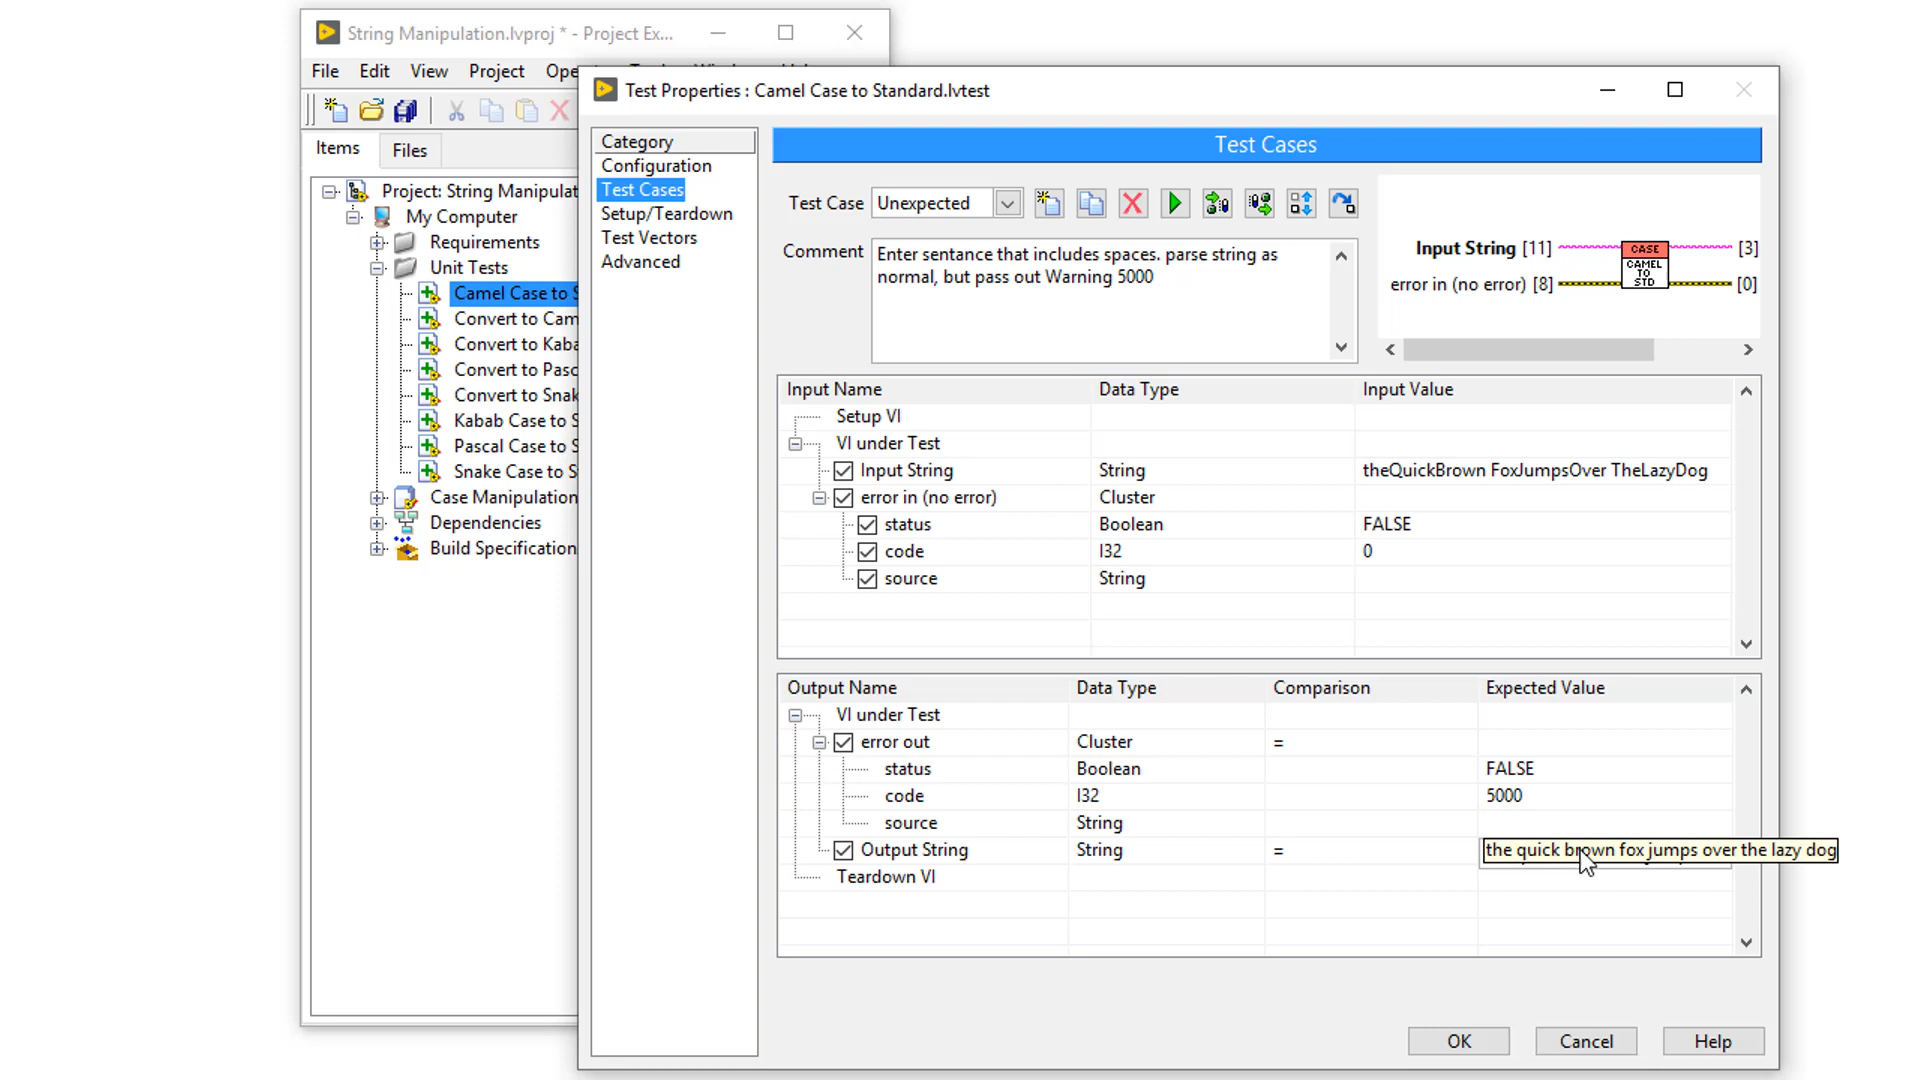 String Manipulation.lvproj * - Project Ex...
File Edit View Project Ope
Items Files
Project: String Manipulat
My Computer
Requirements
Unit Tests
Camel Case to S
Convert to Cam
Convert to Kaba
Convert to Pasc
Convert to Snak
Kabab Case to S
Pascal Case to S
Snake Case to S
Case Manipulation
Dependencies
Build Specification
Test Properties : Camel Case to Standard.lvtest
Category
Configuration
Test Cases
Setup/Teardown
Test Vectors
Advanced
Test Cases
Test Case Unexpected
Comment Enter sentance that includes spaces. parse string as
normal, but pass out Warning 5000
Input String [11] CASE [3]
CAMEL
TO
STD
error in (no error) [8] [0]
Input Name Data Type Input Value
Setup VI
VI under Test
Input String String theQuickBrown FoxJumpsOver TheLazyDog
error in (no error) Cluster
status Boolean FALSE
code I32 0
source String
Output Name Data Type Comparison Expected Value
VI under Test
error out Cluster =
status Boolean FALSE
code I32 5000
source String
Output String String = the quick brown fox jumps over the lazy dog
Teardown VI
OK Cancel Help